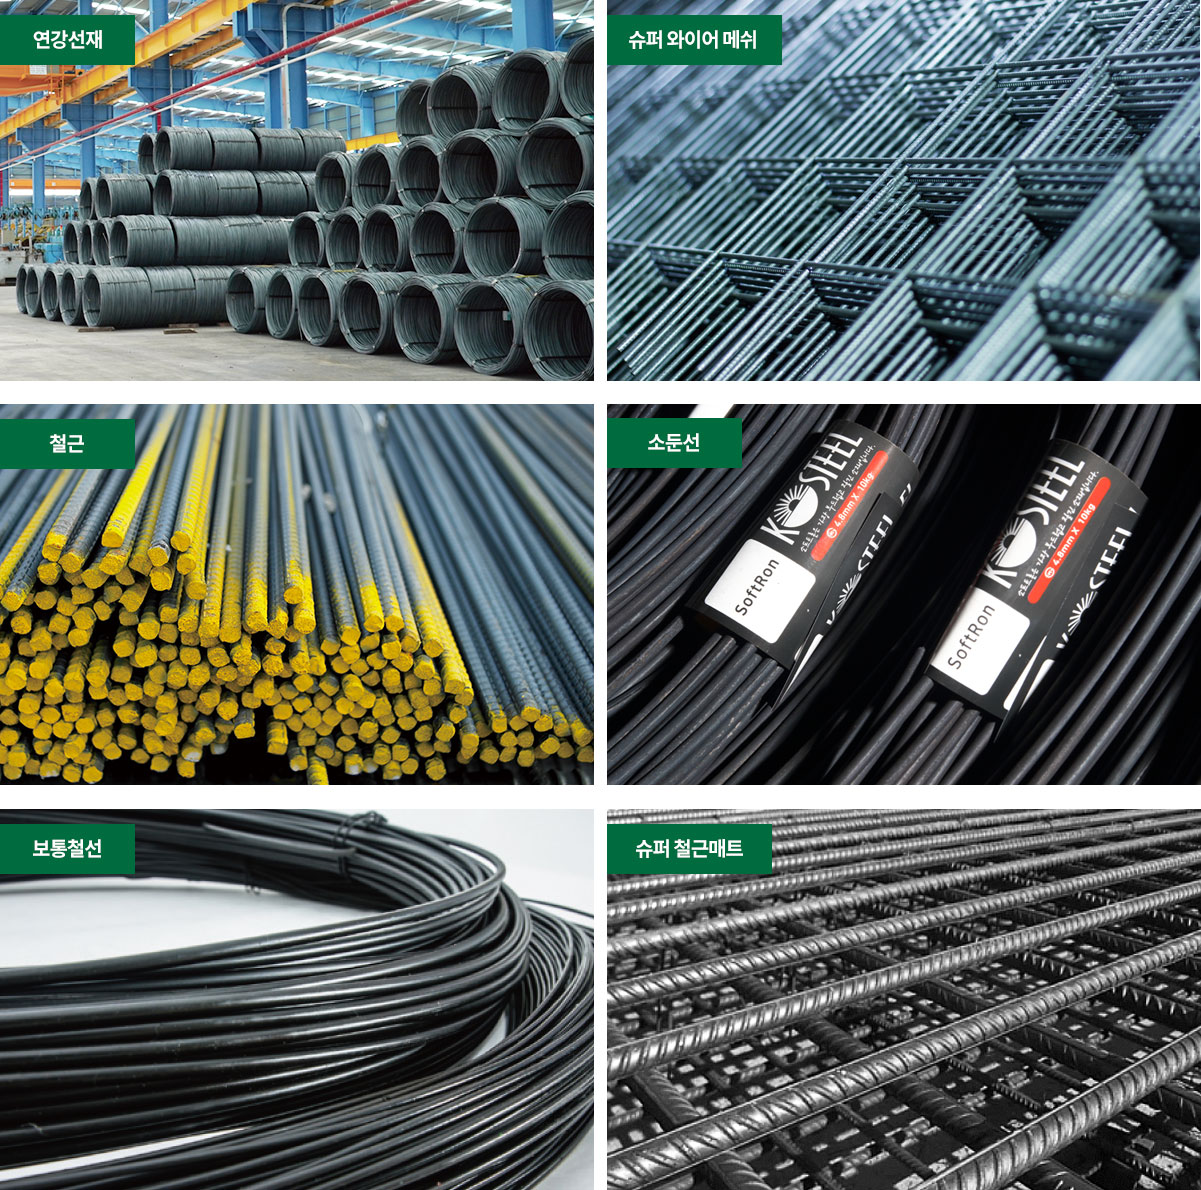 연강선재
슈퍼 와이어 메쉬
철근
소둔선
KOSTEEL
4.8mm X 10kg
SoftRon
KOSTEEL
4.8mm X 10kg
SoftRon
보통철선
슈퍼 철근매트